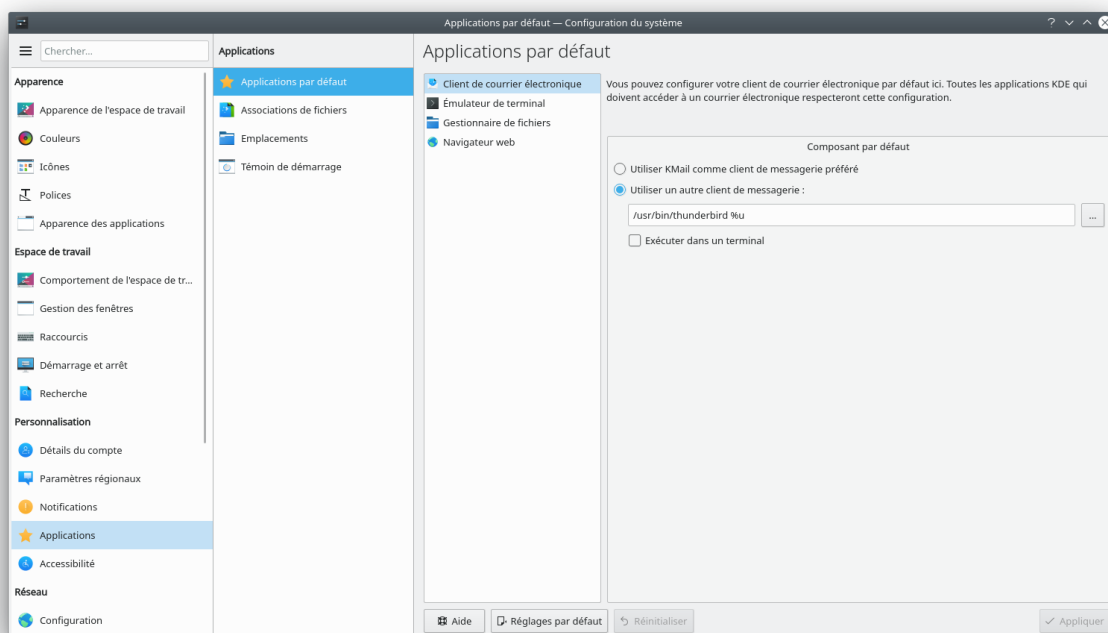 Applications par défaut — Configuration du système
Chercher...
Apparence
Apparence de l'espace de travail
Couleurs
Icônes
Polices
Apparence des applications
Espace de travail
Comportement de l'espace de tr...
Gestion des fenêtres
Raccourcis
Démarrage et arrêt
Recherche
Personnalisation
Détails du compte
Paramètres régionaux
Notifications
Applications
Accessibilité
Réseau
Configuration
Applications
Applications par défaut
Associations de fichiers
Emplacements
Témoin de démarrage
Applications par défaut
Client de courrier électronique
Émulateur de terminal
Gestionnaire de fichiers
Navigateur web
Vous pouvez configurer votre client de courrier électronique par défaut ici. Toutes les applications KDE qui
doivent accéder à un courrier électronique respecteront cette configuration.
Composant par défaut
Utiliser KMail comme client de messagerie préféré
Utiliser un autre client de messagerie :
/usr/bin/thunderbird %u
...
Exécuter dans un terminal
Aide
Réglages par défaut
Réinitialiser
Appliquer